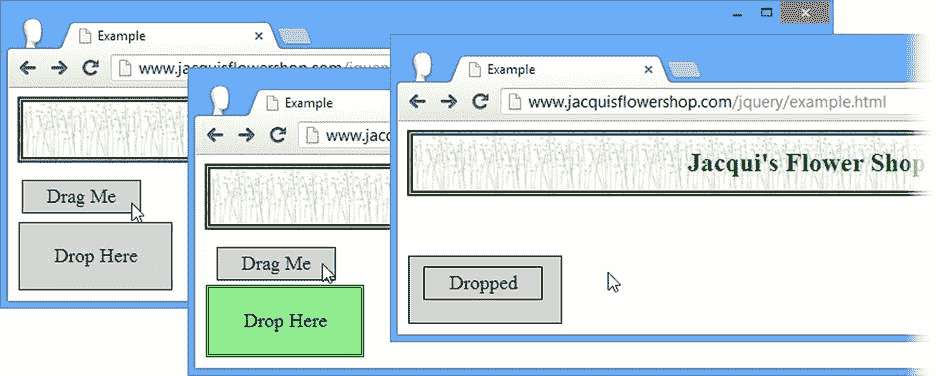 Example
www.jacquisflowershop.com/jquery
Drag Me
Drop Here
Example
www.jacq
Drag Me
Drop Here
Example
www.jacquisflowershop.com/jquery/example.html
Jacqui's Flower Shop
Dropped